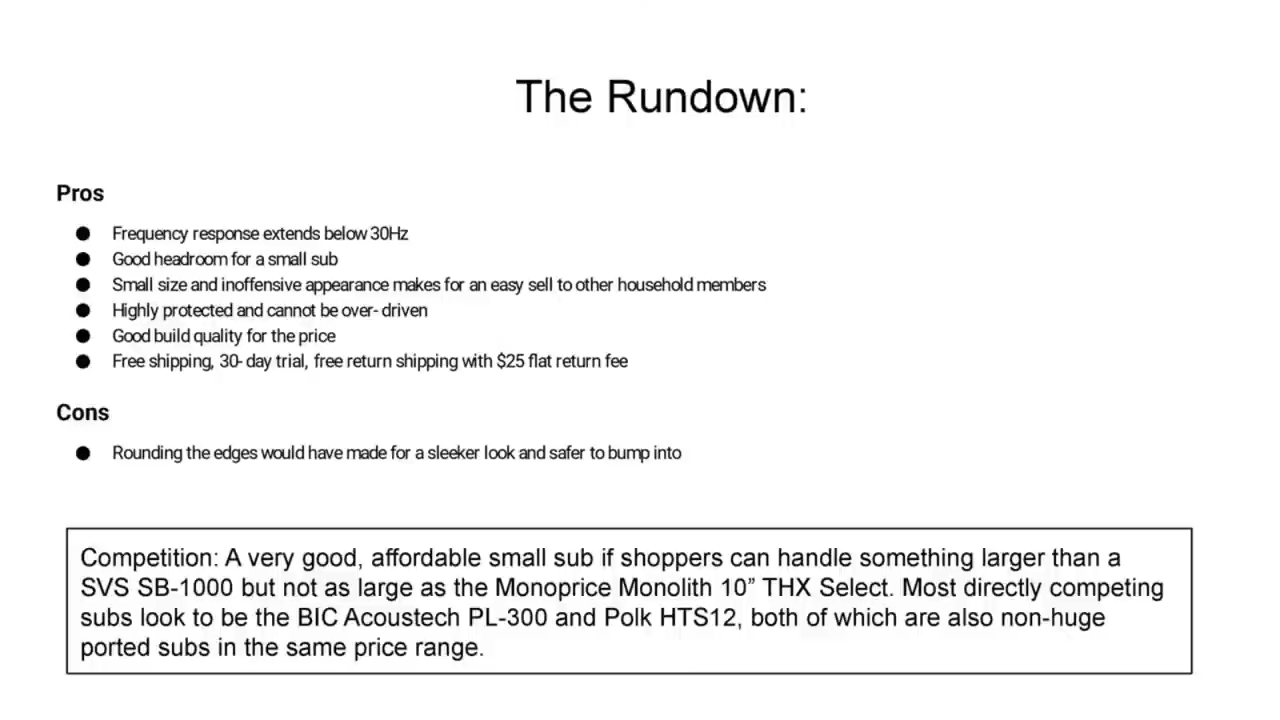 The Rundown:
Pros
● Frequency response extends below 30Hz
● Good headroom for a small sub
● Small size and inoffensive appearance makes for an easy sell to other household members
● Highly protected and cannot be over- driven
● Good build quality for the price
● Free shipping, 30- day trial, free return shipping with $25 flat return fee
Cons
● Rounding the edges would have made for a sleeker look and safer to bump into
Competition: A very good, affordable small sub if shoppers can handle something larger than a
SVS SB-1000 but not as large as the Monoprice Monolith 10” THX Select. Most directly competing
subs look to be the BIC Acoustech PL-300 and Polk HTS12, both of which are also non-huge
ported subs in the same price range.